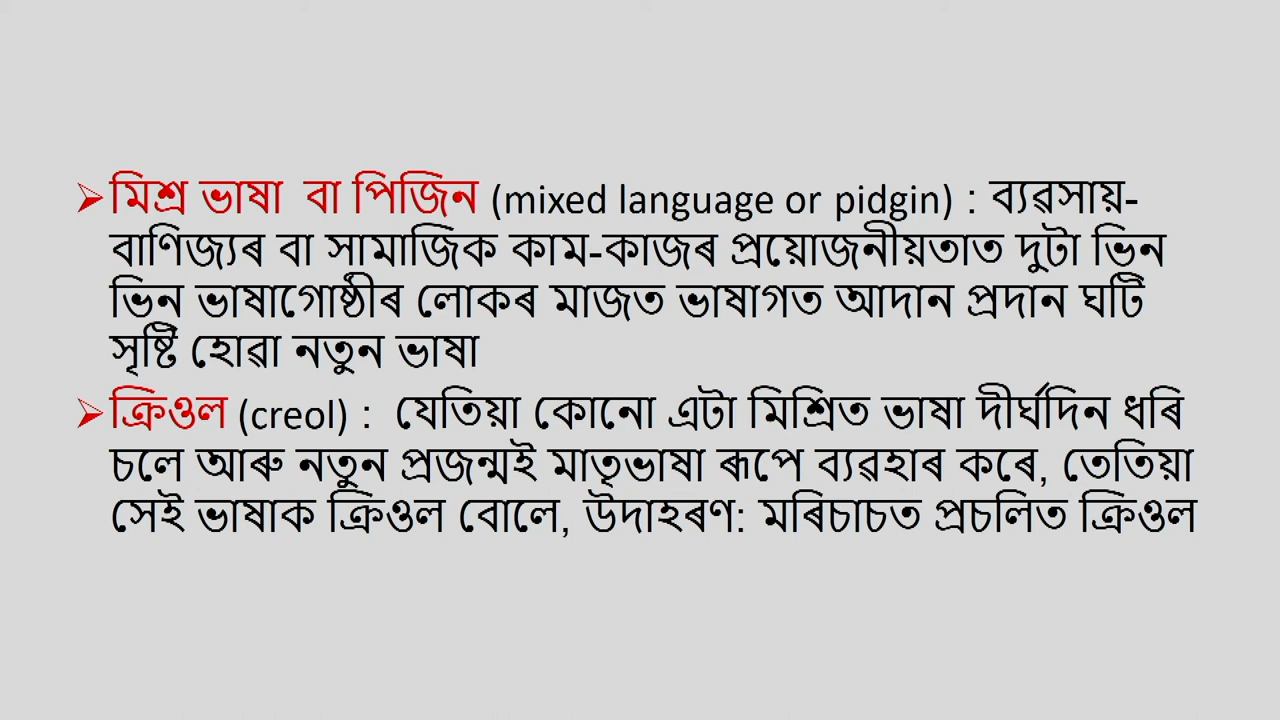 মিশ্ৰ ভাষা বা পিজিন (mixed language or pidgin) : ব্যৱসায়-
বাণিজ্যৰ বা সামাজিক কাম-কাজৰ প্ৰয়োজনীয়তাত দুটা ভিন
ভিন ভাষাগোষ্ঠীৰ লোকৰ মাজত ভাষাগত আদান প্ৰদান ঘটি
সৃষ্টি হোৱা নতুন ভাষা
ক্ৰিওল (creol) : যেতিয়া কোনো এটা মিশ্ৰিত ভাষা দীৰ্ঘদিন ধৰি
চলে আৰু নতুন প্ৰজন্মই মাতৃভাষা ৰূপে ব্যৱহাৰ কৰে, তেতিয়া
সেই ভাষাক ক্ৰিওল বোলে, উদাহৰণ: মৰিচাচত প্ৰচলিত ক্ৰিওল